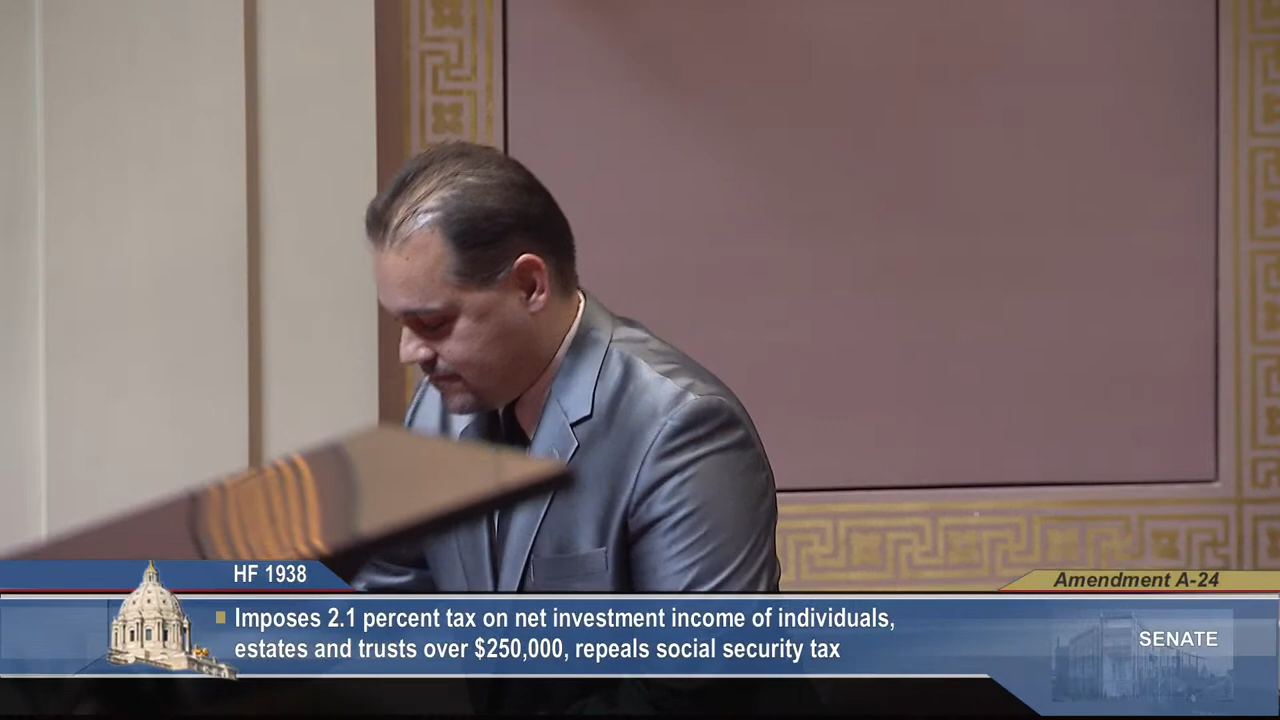 HF 1938
Amendment A-24
Imposes 2.1 percent tax on net investment income of individuals,
estates and trusts over $250,000, repeals social security tax
SENATE